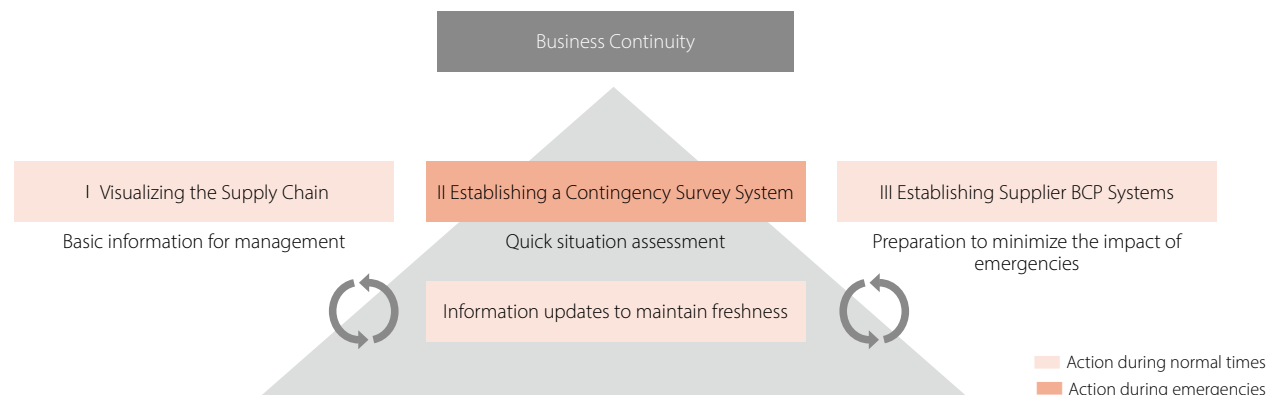 Business Continuity
I Visualizing the Supply Chain
II Establishing a Contingency Survey System
III Establishing Supplier BCP Systems
Basic information for management
Quick situation assessment
Preparation to minimize the impact of
emergencies
Information updates to maintain freshness
Action during normal times
Action during emergencies